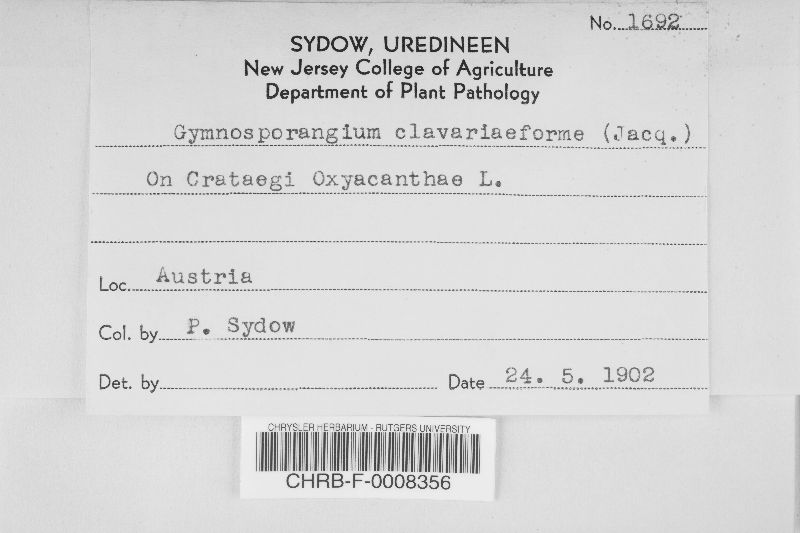 No. 1692
SYDOW, UREDINEEN
New Jersey College of Agriculture
Department of Plant Pathology
Gymnosporangium clavariaeforme (Jacq.)
On Crataegi Oxyacanthae L.
Loc. Austria
Col. by P. Sydow
Det. by
Date 24. 5. 1902
CHRYSLER HERBARIUM - RUTGERS UNIVERSITY
CHRB-F-0008356